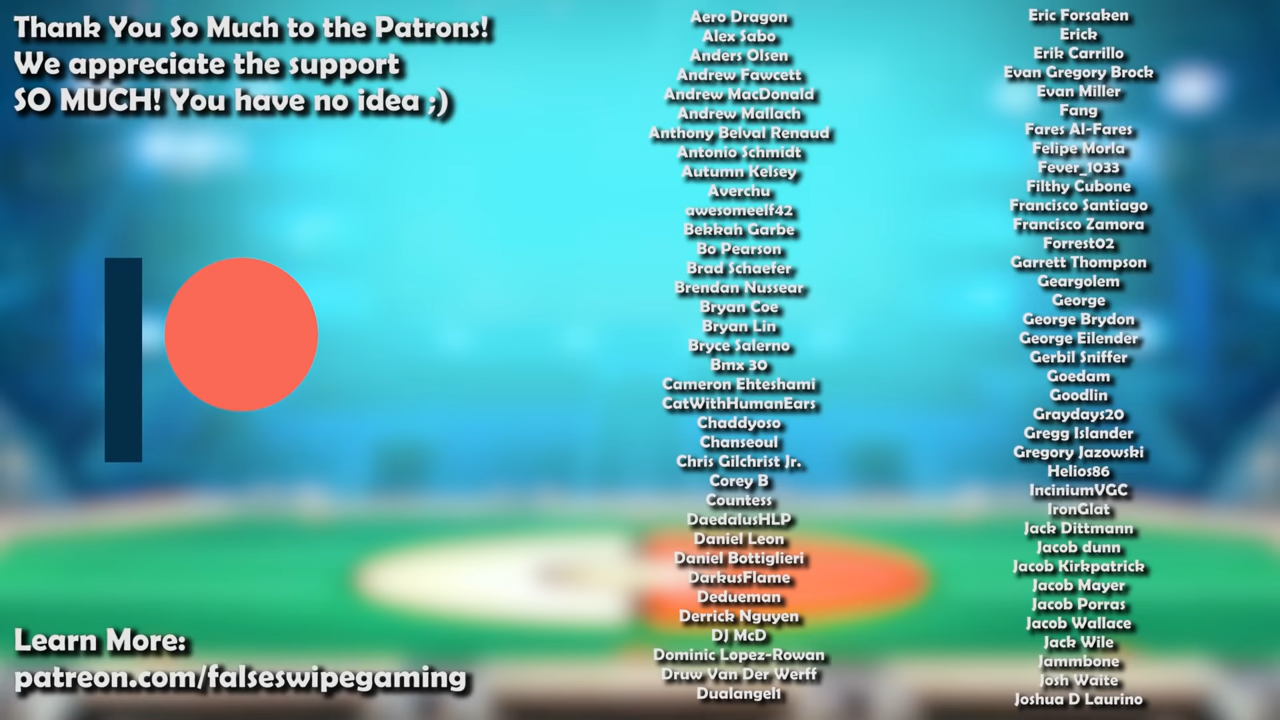 Thank You So Much to the Patrons!
We appreciate the support
SO MUCH! You have no idea ;)
Learn More:
patreon.com/falseswipegaming
Aero Dragon
Alex Sabo
Anders Olsen
Andrew Fawcett
Andrew MacDonald
Andrew Mallach
Anthony Belval Renaud
Antonio Schmidt
Autumn Kelsey
Averchu
awesomeelf42
Bekkah Garbe
Bo Pearson
Brad Schaefer
Brendan Nussear
Bryan Coe
Bryan Lin
Bryce Salerno
Bmx 30
Cameron Ehteshami
CatWithHumanEars
Chaddyoso
Chanseoul
Chris Gilchrist Jr.
Corey B
Countess
DaedalusHLP
Daniel Leon
Daniel Bottiglieri
DarkusFlame
Dedueman
Derrick Nguyen
DJ McD
Dominic Lopez-Rowan
Druw Van Der Werff
Dualangel1
Eric Forsaken
Erick
Erik Carrillo
Evan Gregory Brock
Evan Miller
Fang
Fares Al-Fares
Felipe Morla
Fever_1033
Filthy Cubone
Francisco Santiago
Francisco Zamora
Forrest02
Garrett Thompson
Geargolem
George
George Brydon
George Eilender
Gerbil Sniffer
Goedam
Goodlin
Graydays20
Gregg Islander
Gregory Jazowski
Helios86
InciniumVGC
IronGlat
Jack Dittmann
Jacob dunn
Jacob Kirkpatrick
Jacob Mayer
Jacob Porras
Jacob Wallace
Jack Wile
Jammbone
Josh Waite
Joshua D Laurino